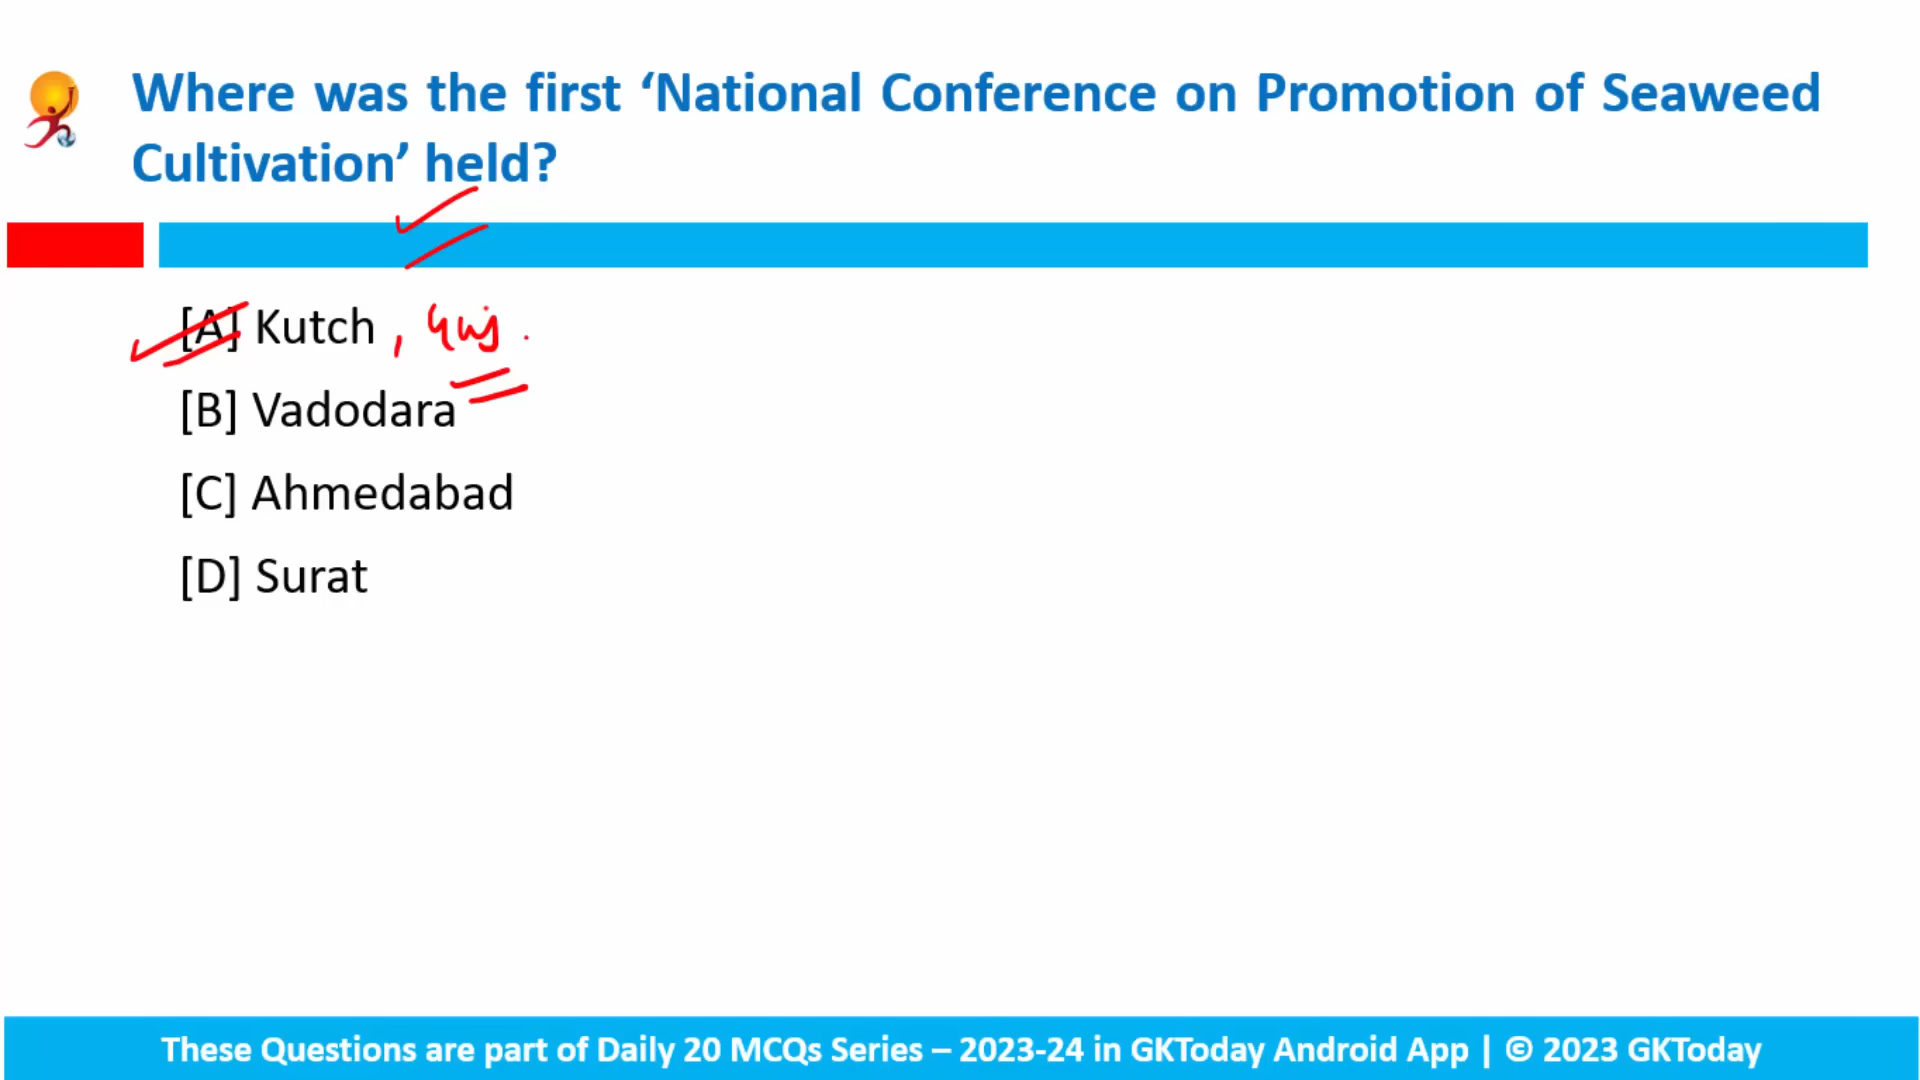 Where was the first ‘National Conference on Promotion of Seaweed
Cultivation’ held?
[A] Kutch , Guj.
[B] Vadodara
[C] Ahmedabad
[D] Surat
These Questions are part of Daily 20 MCQs Series – 2023-24 in GKToday Android App | © 2023 GKToday